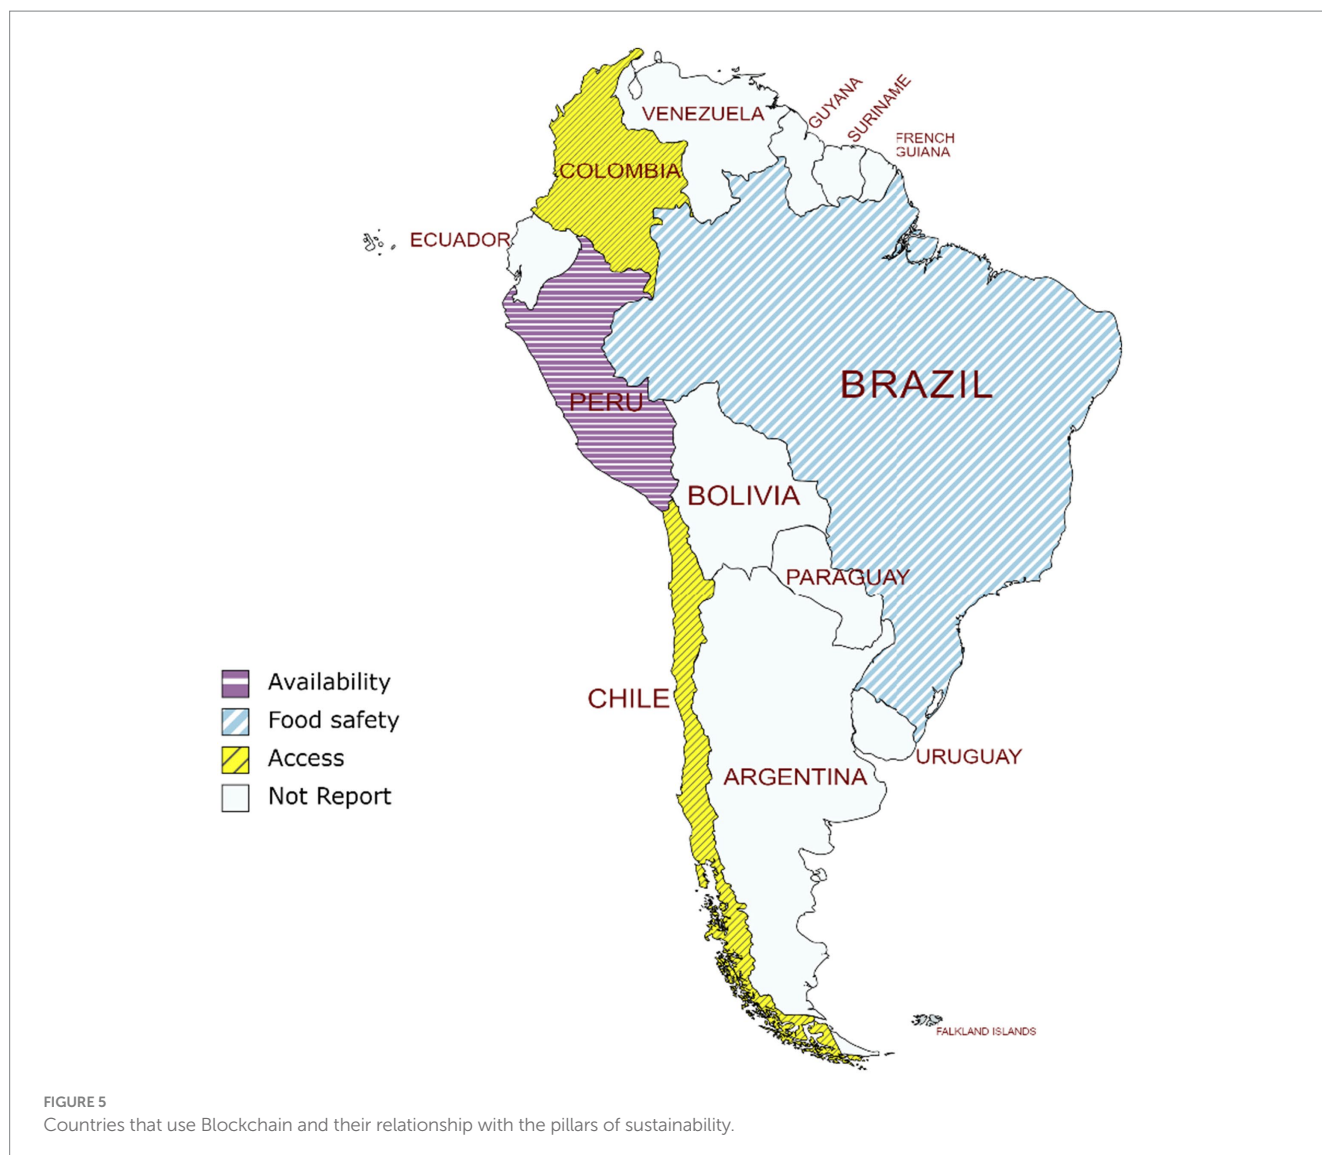 VENEZUELA
GUYANA
SURINAME
FRENCH
GUIANA
COLOMBIA
ECUADOR
BRAZIL
PERU
BOLIVIA
PARAGUAY
CHILE
ARGENTINA
URUGUAY
FALKLAND ISLANDS
Availability
Food safety
Access
Not Report
FIGURE 5
Countries that use Blockchain and their relationship with the pillars of sustainability.